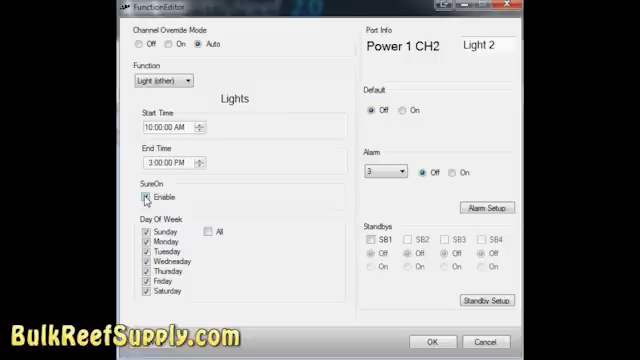 FunctionEditor
Channel Override Mode
Off On Auto
Function
Light (other)
Lights
Start Time
10:00:00 AM
End Time
3:00:00 PM
SureOn
Enable
Day Of Week
Sunday All
Monday
Tuesday
Wednesday
Thursday
Friday
Saturday
Port Info
Power 1 CH2 Light 2
Default
Off On
Alarm
3 Off On
Alarm Setup
Standbys
SB1 SB2 SB3 SB4
Off Off Off Off
On On On On
Standby Setup
OK Cancel
BulkReefSupply.com